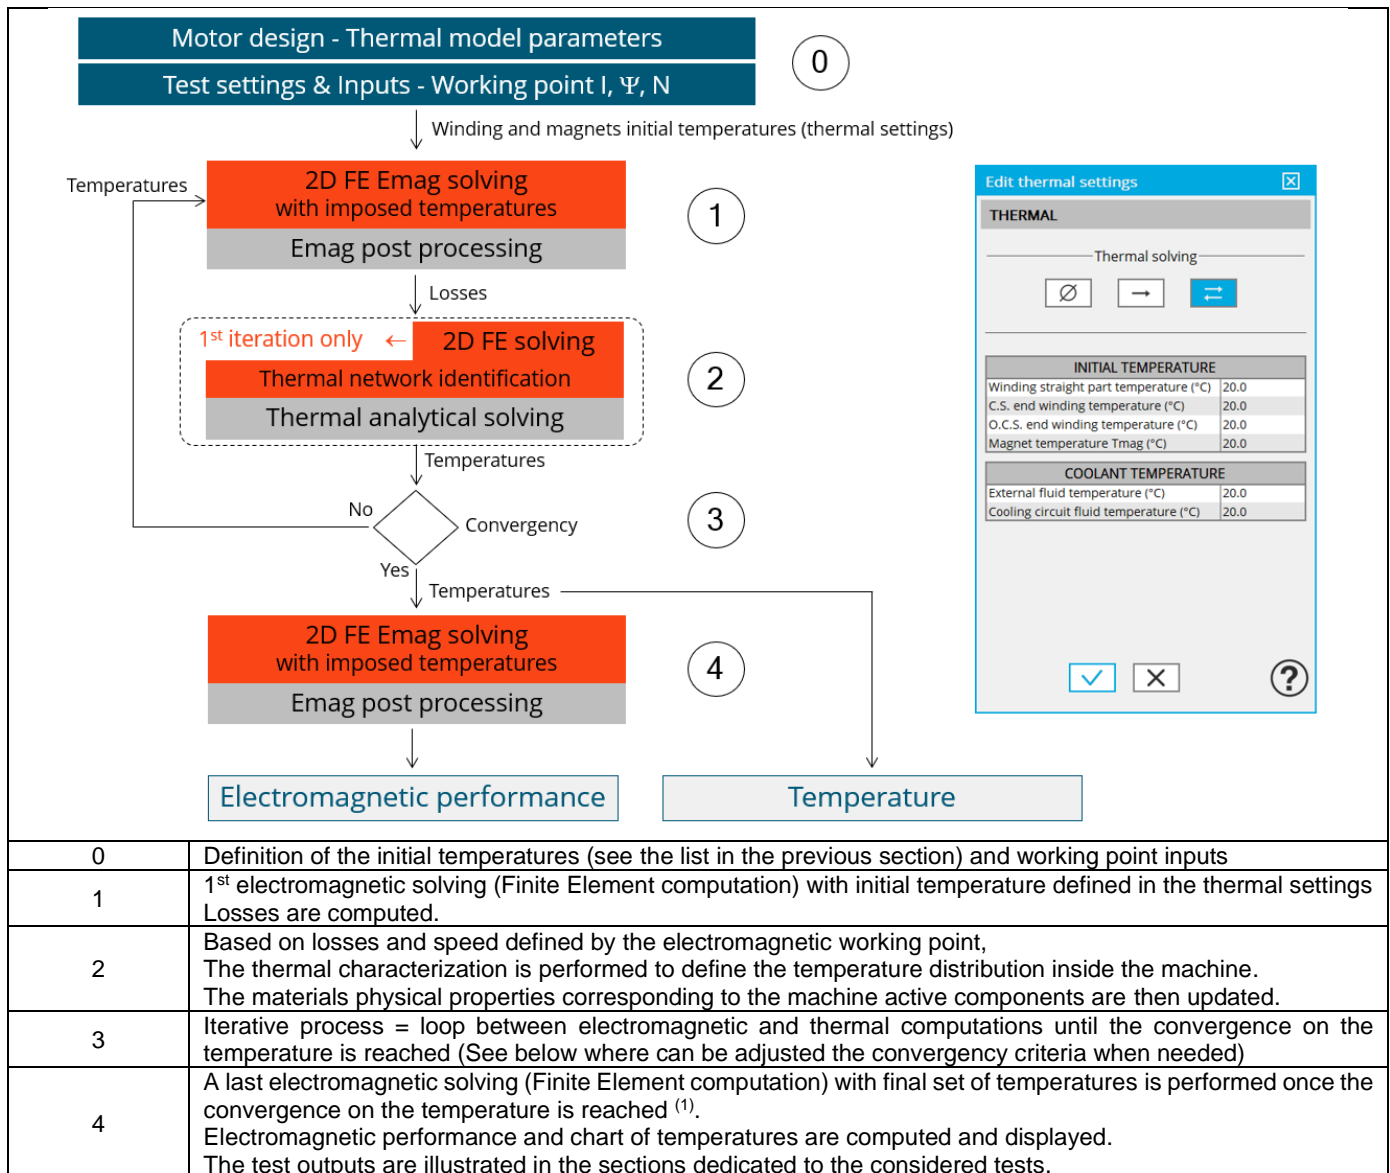 Motor design - Thermal model parameters
Test settings & Inputs - Working point I, Ψ, N
0
Winding and magnets initial temperatures (thermal settings)
Temperatures
2D FE Emag solving
with imposed temperatures
Emag post processing
1
Losses
1st iteration only ← 2D FE solving
Thermal network identification
Thermal analytical solving
2
Temperatures
No
Convergency
3
Yes
Temperatures
2D FE Emag solving
with imposed temperatures
Emag post processing
4
Electromagnetic performance
Temperature
Edit thermal settings
THERMAL
Thermal solving
INITIAL TEMPERATURE
Winding straight part temperature (°C) 20.0
C.S. end winding temperature (°C) 20.0
O.C.S. end winding temperature (°C) 20.0
Magnet temperature Tmag (°C) 20.0
COOLANT TEMPERATURE
External fluid temperature (°C) 20.0
Cooling circuit fluid temperature (°C) 20.0
?
0 Definition of the initial temperatures (see the list in the previous section) and working point inputs
1 1st electromagnetic solving (Finite Element computation) with initial temperature defined in the thermal settings
Losses are computed.
2 Based on losses and speed defined by the electromagnetic working point,
The thermal characterization is performed to define the temperature distribution inside the machine.
The materials physical properties corresponding to the machine active components are then updated.
3 Iterative process = loop between electromagnetic and thermal computations until the convergence on the
temperature is reached (See below where can be adjusted the convergency criteria when needed)
4 A last electromagnetic solving (Finite Element computation) with final set of temperatures is performed once the
convergence on the temperature is reached (1).
Electromagnetic performance and chart of temperatures are computed and displayed.
The test outputs are illustrated in the sections dedicated to the considered tests.